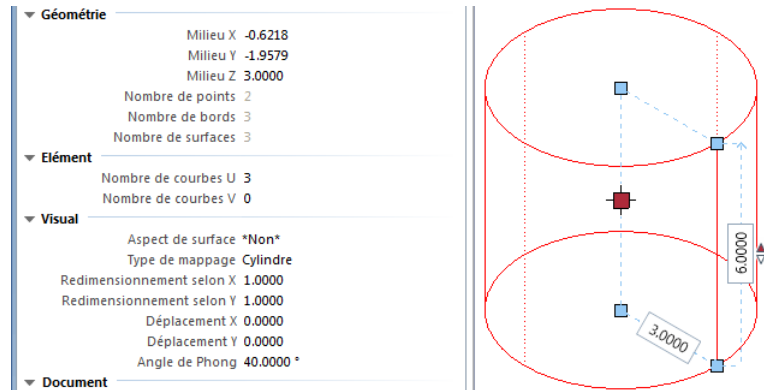 Géométrie
Milieu X -0.6218
Milieu Y -1.9579
Milieu Z 3.0000
Nombre de points 2
Nombre de bords 3
Nombre de surfaces 3
Elément
Nombre de courbes U 3
Nombre de courbes V 0
Visual
Aspect de surface *Non*
Type de mappage Cylindre
Redimensionnement selon X 1.0000
Redimensionnement selon Y 1.0000
Déplacement X 0.0000
Déplacement Y 0.0000
Angle de Phong 40.0000 °
Document
6.0000
3.0000